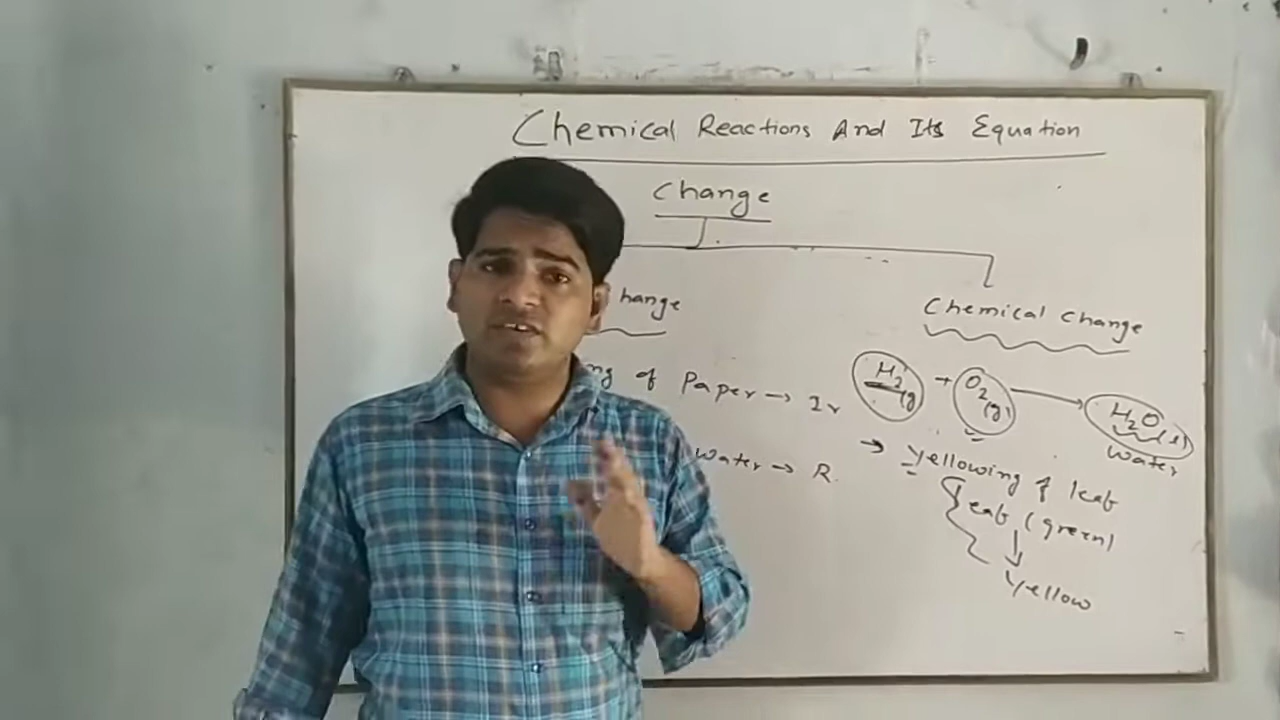 Chemical Reactions And Its Equation
Change
hange
Chemical Change
ng of Paper → Ir
Water → R.
H2(g) + O2(g) → H2O(l)
Water
→ Yellowing of leaf
Leaf (green)
↓
Yellow